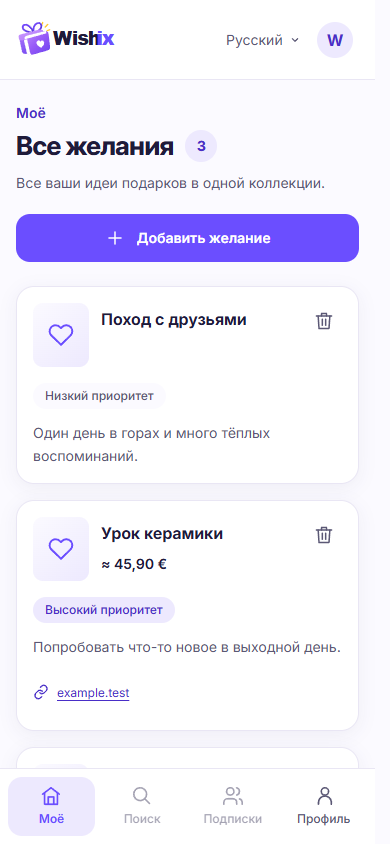 Wishix
Русский
W
Моё
Все желания 3
Все ваши идеи подарков в одной коллекции.
Добавить желание
Поход с друзьями
Низкий приоритет
Один день в горах и много тёплых
воспоминаний.
Урок керамики
≈ 45,90 €
Высокий приоритет
Попробовать что-то новое в выходной день.
example.test
Моё
Поиск
Подписки
Профиль